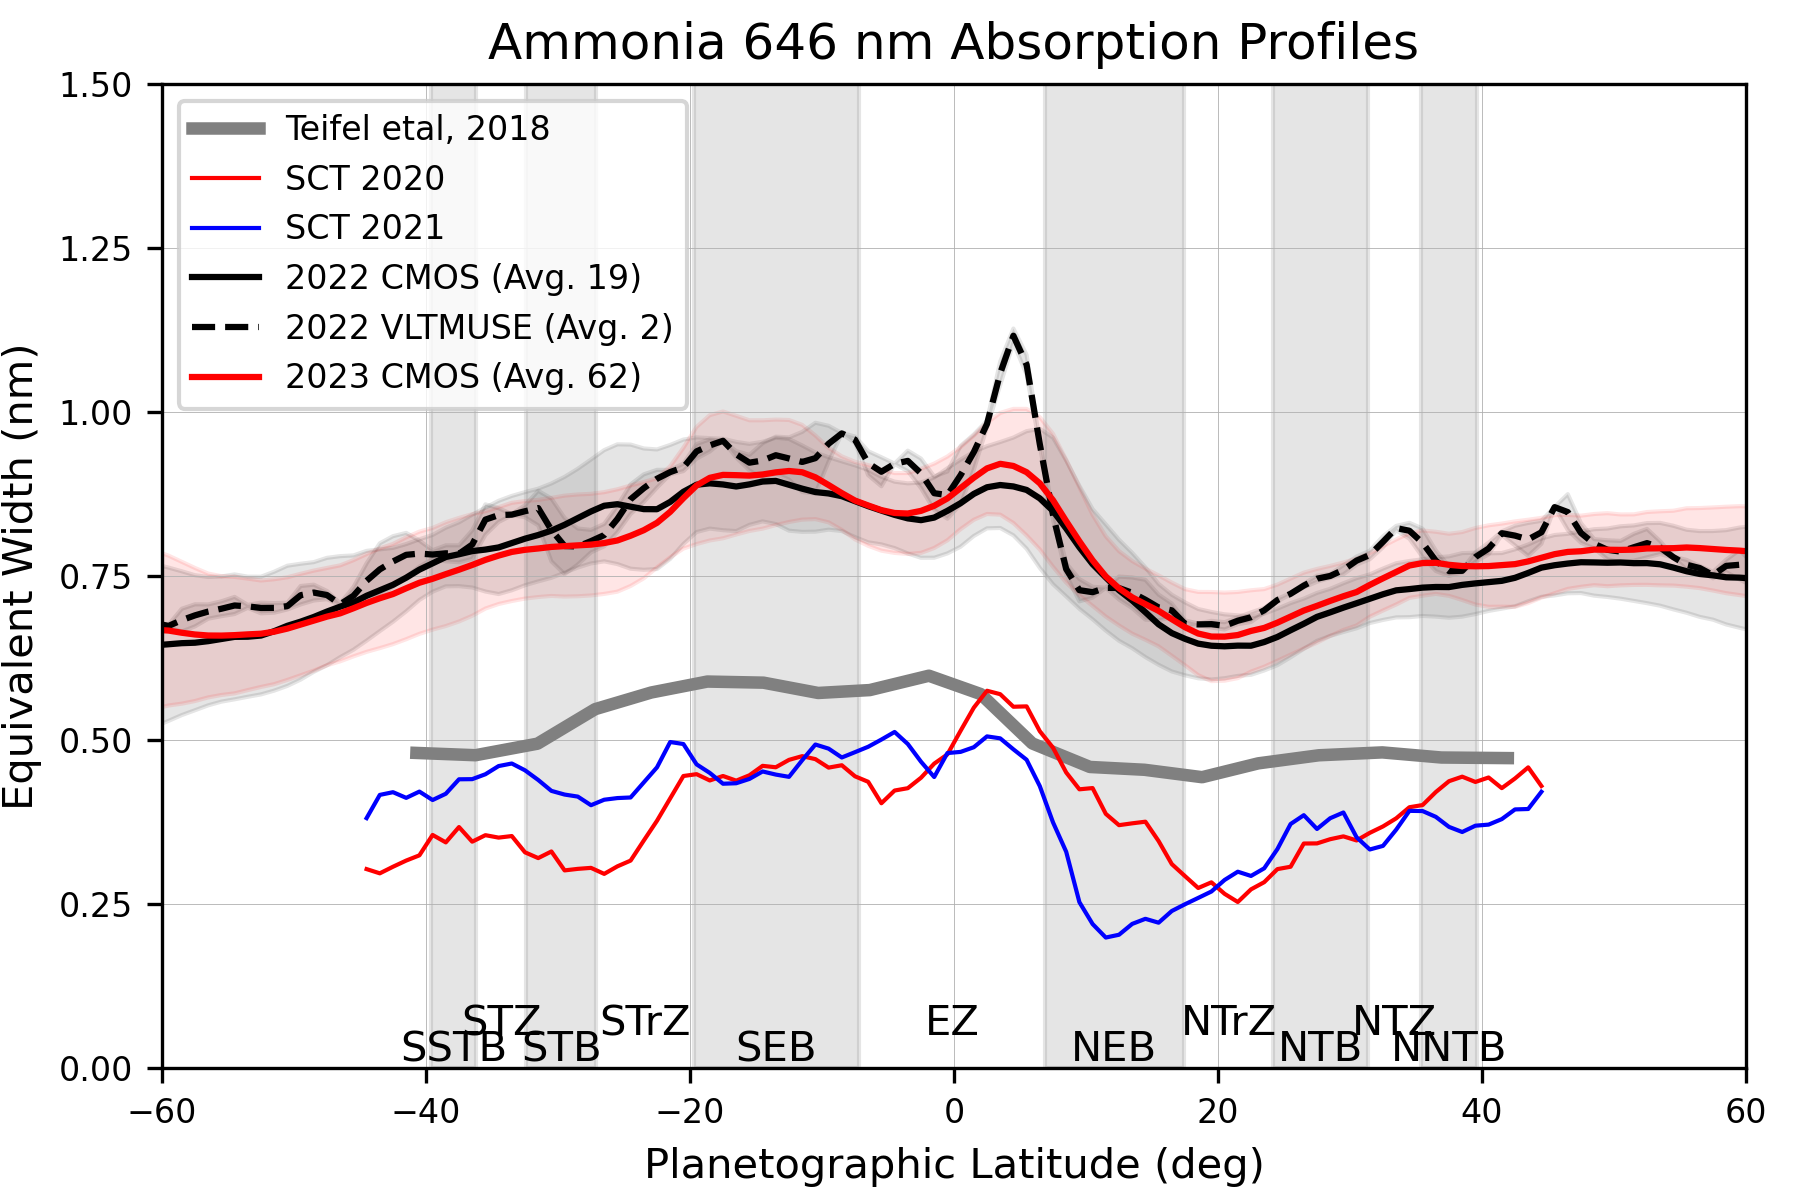 Ammonia 646 nm Absorption Profiles
Equivalent Width (nm)
1.50
1.25
1.00
0.75
0.50
0.25
0.00
Teifel etal, 2018
SCT 2020
SCT 2021
2022 CMOS (Avg. 19)
2022 VLTMUSE (Avg. 2)
2023 CMOS (Avg. 62)
STZ STrZ EZ NTrZ NTZ
SSTB STB SEB NEB NTB NNTB
−60 −40 −20 0 20 40 60
Planetographic Latitude (deg)